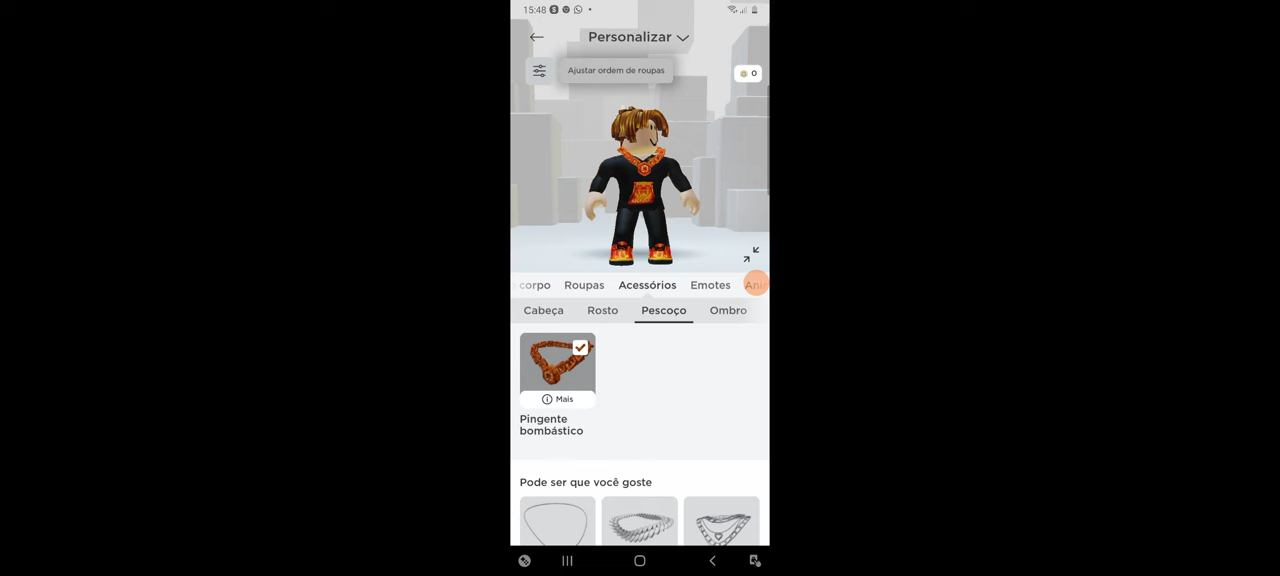 15:48
Personalizar
Ajustar ordem de roupas
0
corpo Roupas Acessórios Emotes
Cabeça Rosto Pescoço Ombro
Mais
Pingente
bombástico
Pode ser que você goste